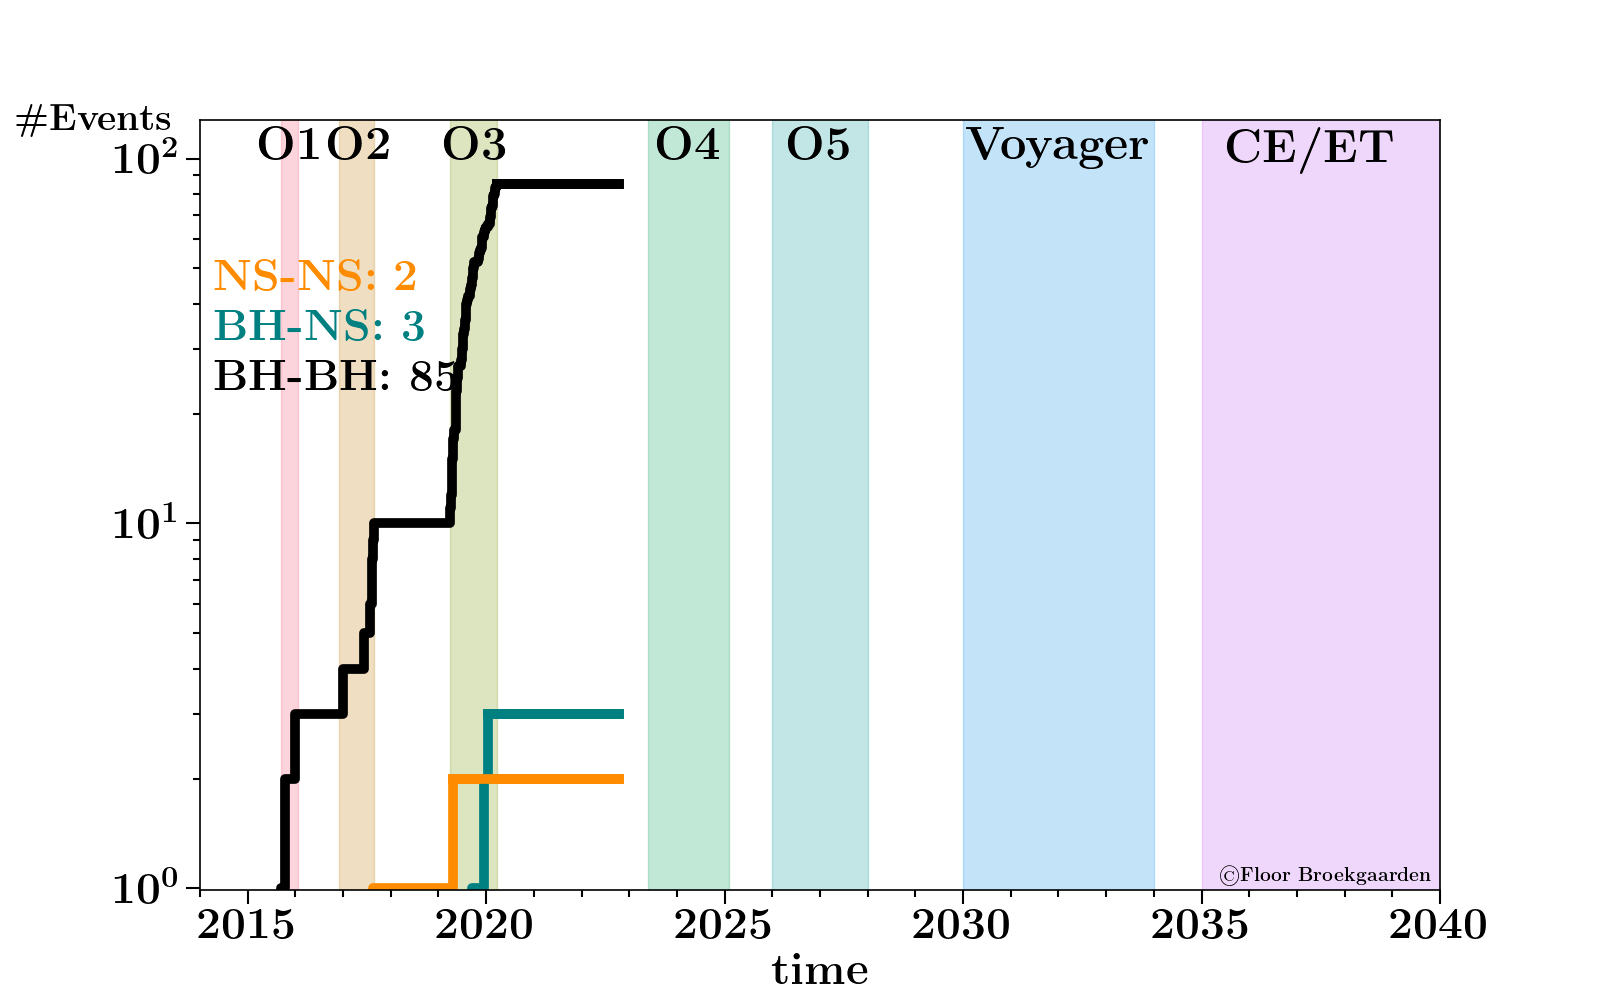 #Events
O1 O2 O3 O4 O5 Voyager CE/ET
10²
NS-NS: 2
BH-NS: 3
BH-BH: 85
10¹
10⁰
©Floor Broekgaarden
2015 2020 2025 2030 2035 2040
time